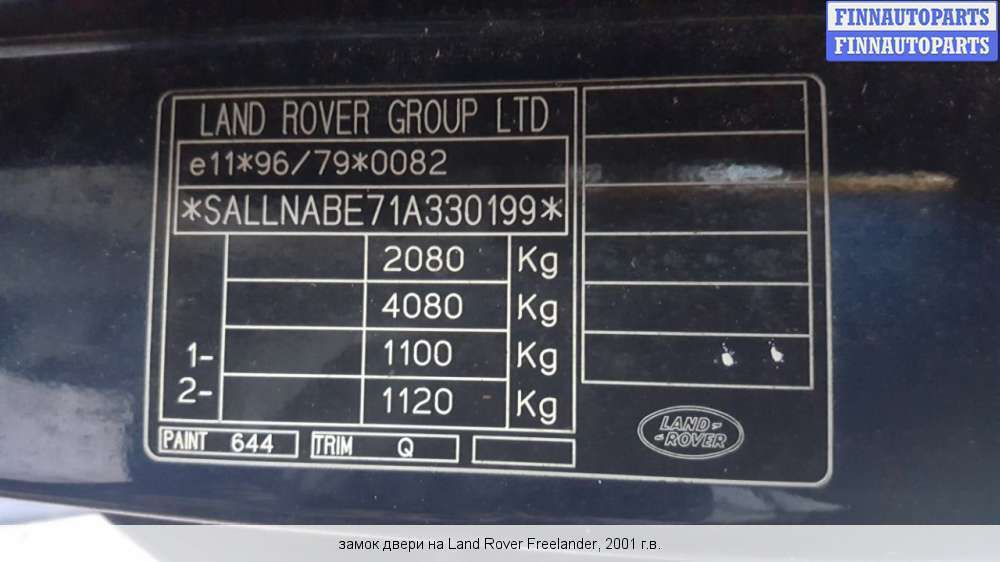 FINNAUTOPARTS
FINNAUTOPARTS
LAND ROVER GROUP LTD
e11*96/79*0082
*SALLNABE71A330199*
2080 Kg
4080 Kg
1- 1100 Kg
2- 1120 Kg
PAINT 644 TRIM Q
LAND-
-ROVER
замок двери на Land Rover Freelander, 2001 г.в.